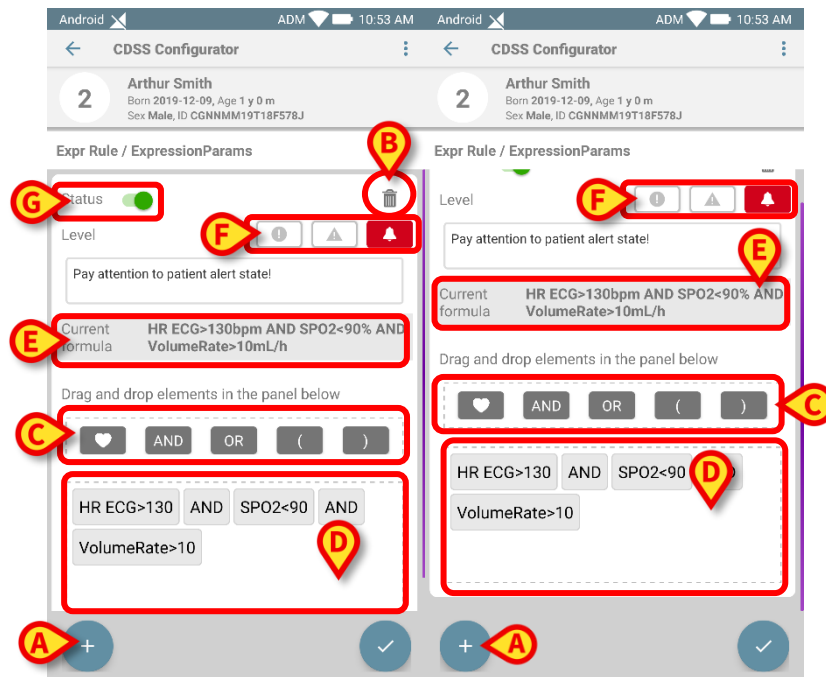 Android ADM 10:53 AM
CDSS Configurator
2
Arthur Smith
Born 2019-12-09, Age 1 y 0 m
Sex Male, ID CGNNMM19T18F578J
Expr Rule / ExpressionParams
B
G
Status
Level
F
Pay attention to patient alert state!
E
Current formula
HR ECG>130bpm AND SPO2<90% AND
VolumeRate>10mL/h
Drag and drop elements in the panel below
C
AND OR ( )
HR ECG>130 AND SPO2<90 AND
VolumeRate>10
D
A
+
Android ADM 10:53 AM
CDSS Configurator
2
Arthur Smith
Born 2019-12-09, Age 1 y 0 m
Sex Male, ID CGNNMM19T18F578J
Expr Rule / ExpressionParams
Level
F
Pay attention to patient alert state!
E
Current
formula
HR ECG>130bpm AND SPO2<90% AND
VolumeRate>10mL/h
Drag and drop elements in the panel below
AND OR ( )
C
HR ECG>130 AND SPO2<90
D
VolumeRate>10
+
A